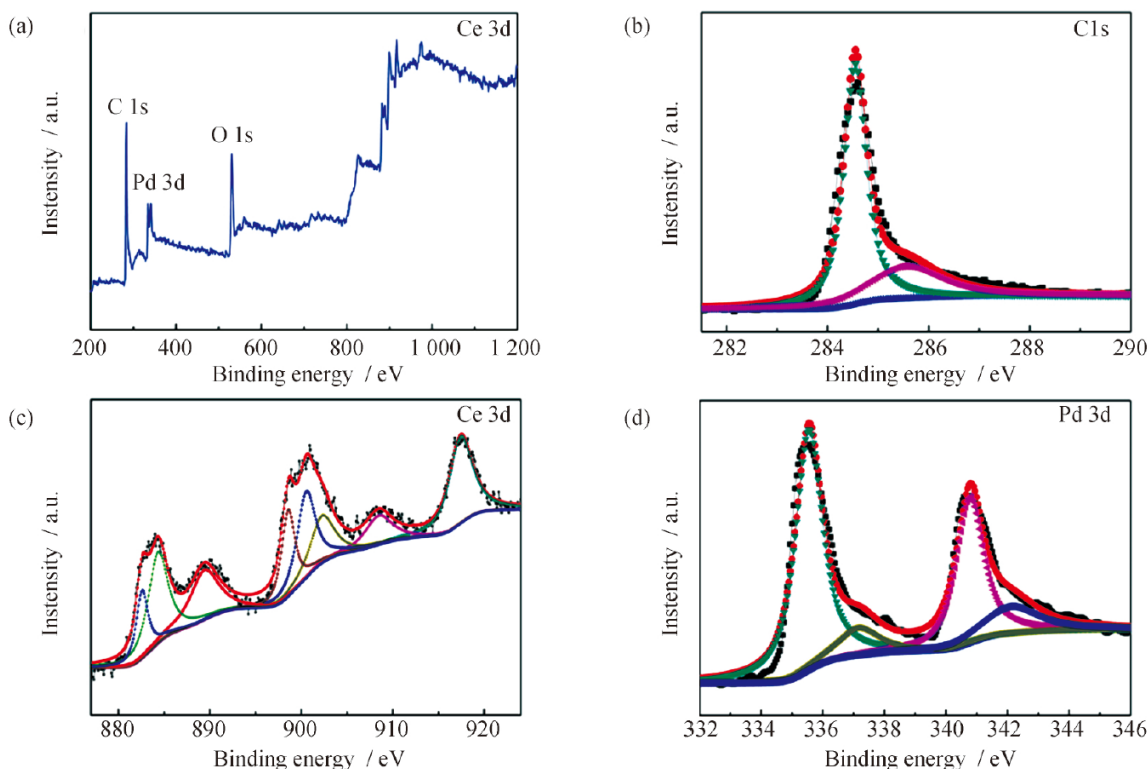 (a)
Ce 3d
C 1s
Pd 3d
O 1s
Instensity / a.u.
200 400 600 800 1 000 1 200
Binding energy / eV
(b)
C1s
Instensity / a.u.
282 284 286 288 290
Binding energy / eV
(c)
Ce 3d
Instensity / a.u.
880 890 900 910 920
Binding energy / eV
(d)
Pd 3d
Instensity / a.u.
332 334 336 338 340 342 344 346
Binding energy / eV